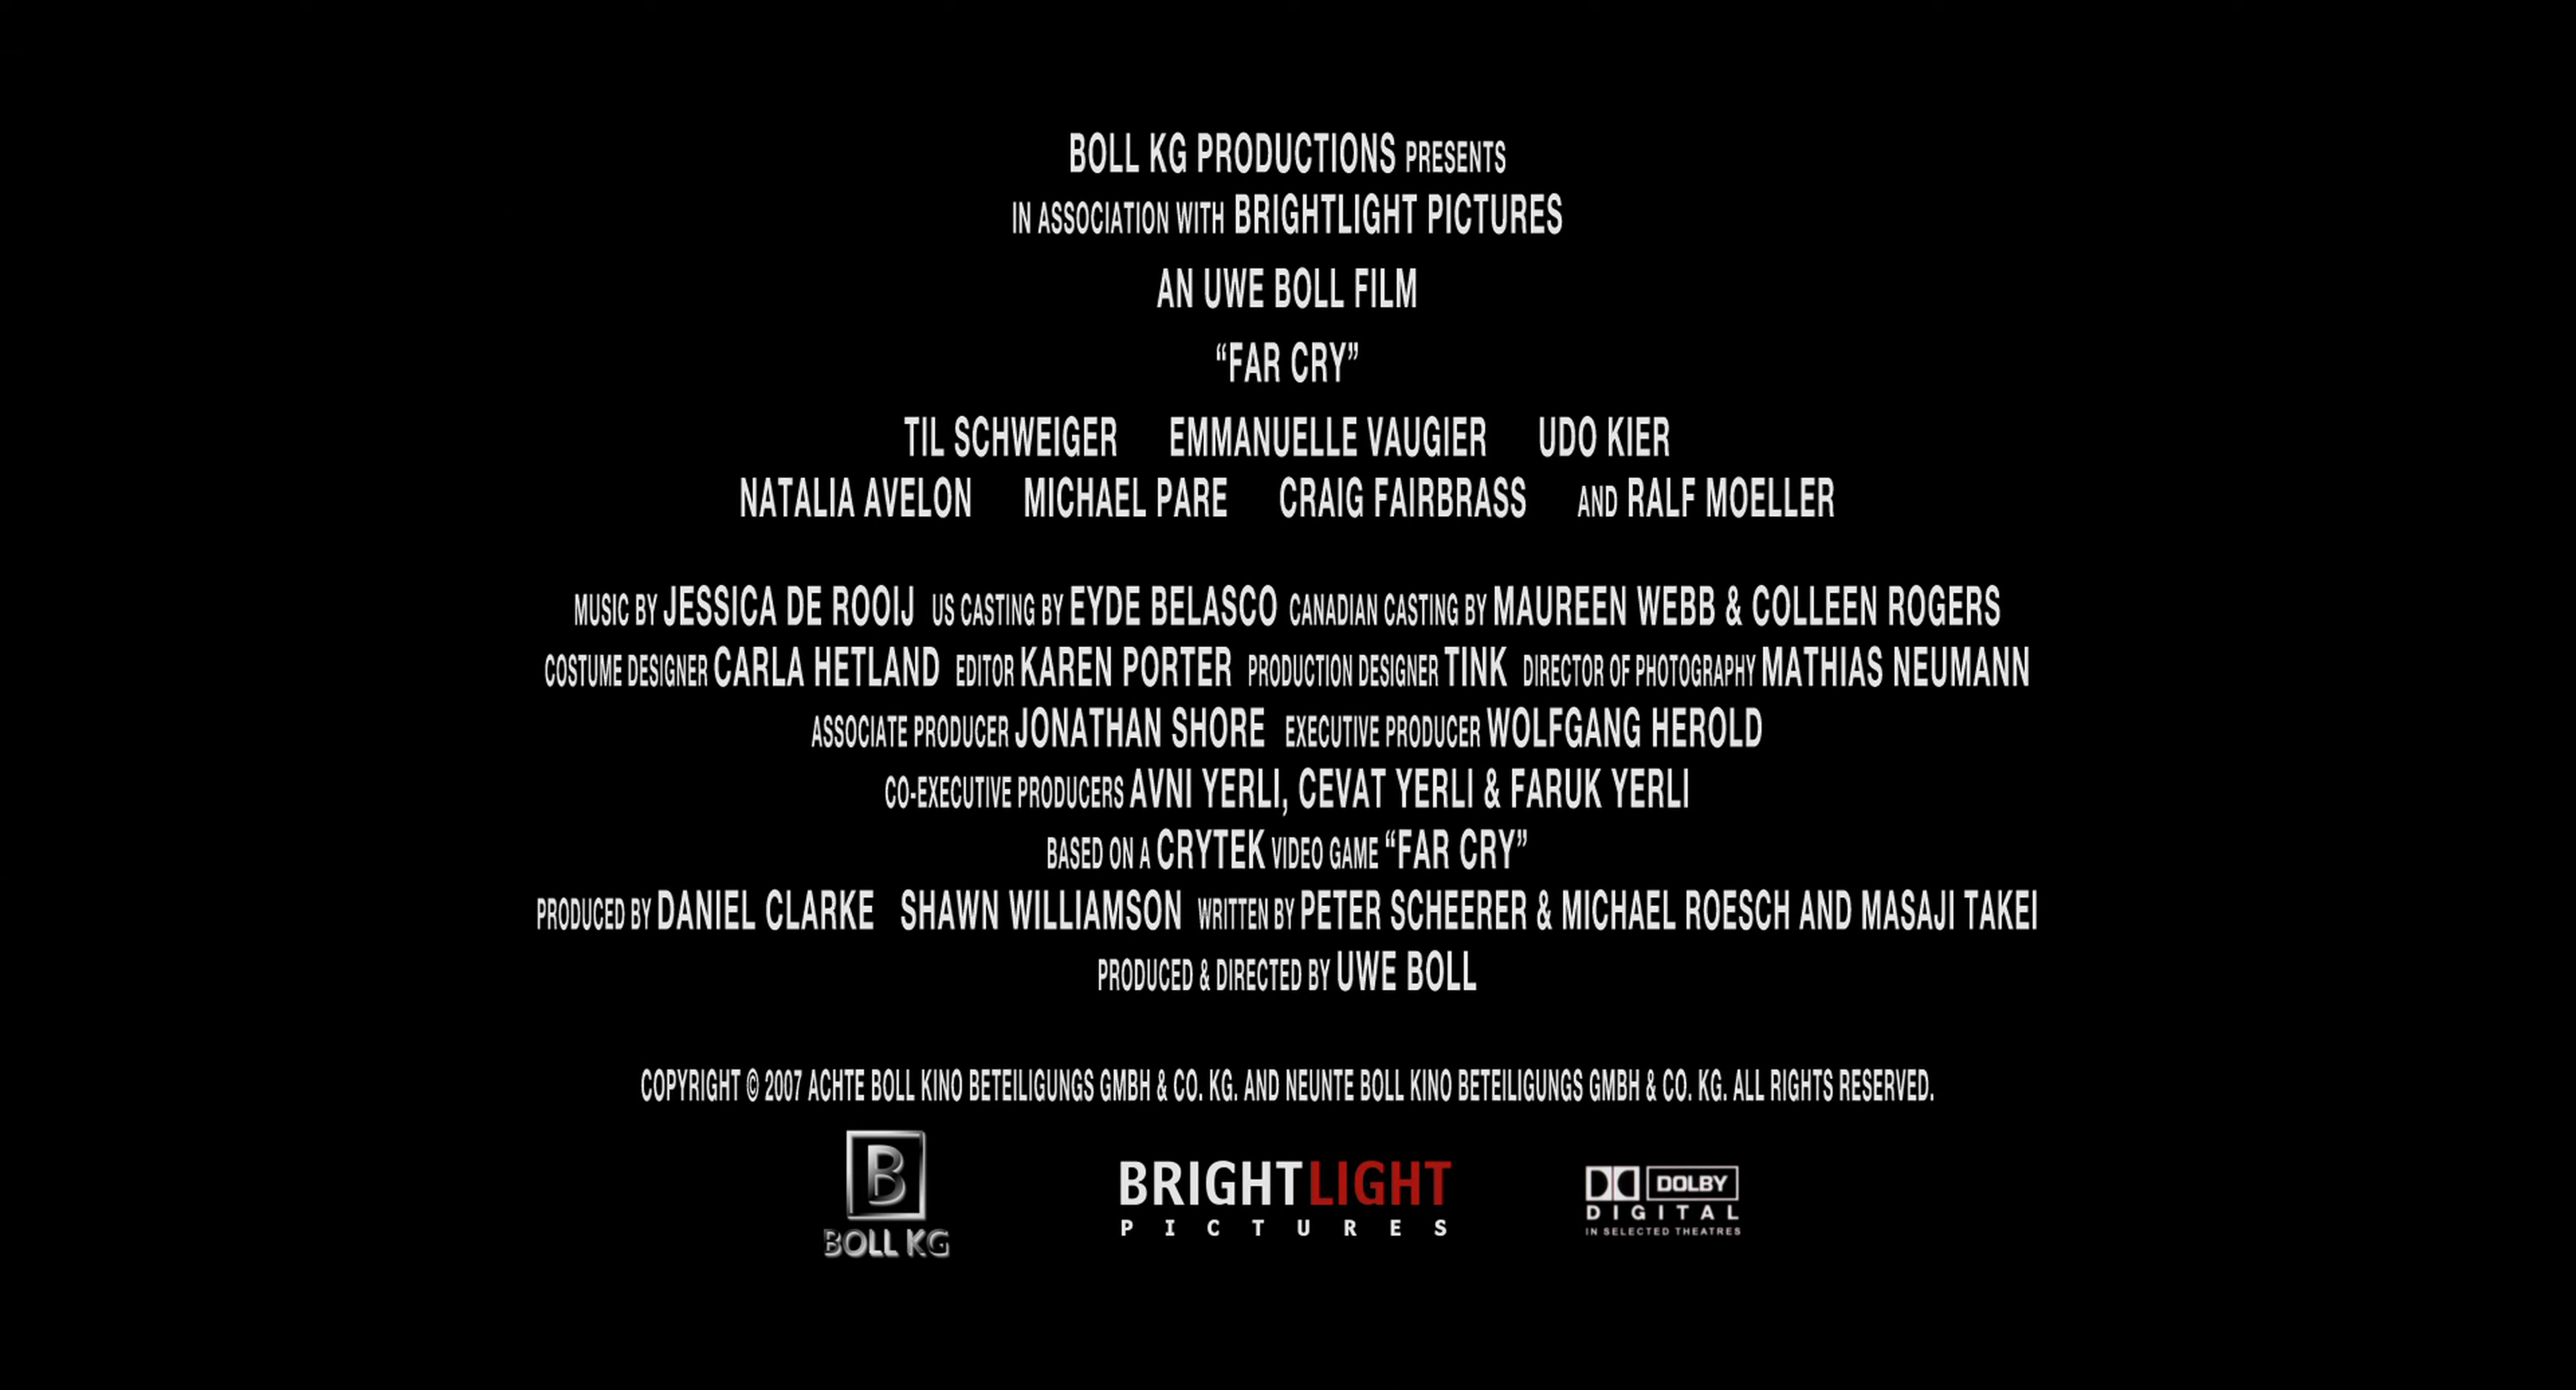 BOLL KG PRODUCTIONS PRESENTS
IN ASSOCIATION WITH BRIGHTLIGHT PICTURES
AN UWE BOLL FILM
“FAR CRY”
TIL SCHWEIGER EMMANUELLE VAUGIER UDO KIER
NATALIA AVELON MICHAEL PARE CRAIG FAIRBRASS AND RALF MOELLER
MUSIC BY JESSICA DE ROOIJ US CASTING BY EYDE BELASCO CANADIAN CASTING BY MAUREEN WEBB & COLLEEN ROGERS
COSTUME DESIGNER CARLA HETLAND EDITOR KAREN PORTER PRODUCTION DESIGNER TINK DIRECTOR OF PHOTOGRAPHY MATHIAS NEUMANN
ASSOCIATE PRODUCER JONATHAN SHORE EXECUTIVE PRODUCER WOLFGANG HEROLD
CO-EXECUTIVE PRODUCERS AVNI YERLI, CEVAT YERLI & FARUK YERLI
BASED ON A CRYTEK VIDEO GAME “FAR CRY”
PRODUCED BY DANIEL CLARKE SHAWN WILLIAMSON WRITTEN BY PETER SCHEERER & MICHAEL ROESCH AND MASAJI TAKEI
PRODUCED & DIRECTED BY UWE BOLL
COPYRIGHT © 2007 ACHTE BOLL KINO BETEILIGUNGS GMBH & CO. KG. AND NEUNTE BOLL KINO BETEILIGUNGS GMBH & CO. KG. ALL RIGHTS RESERVED.
B
BOLL KG
BRIGHTLIGHT
PICTURES
DOLBY
DIGITAL
IN SELECTED THEATRES